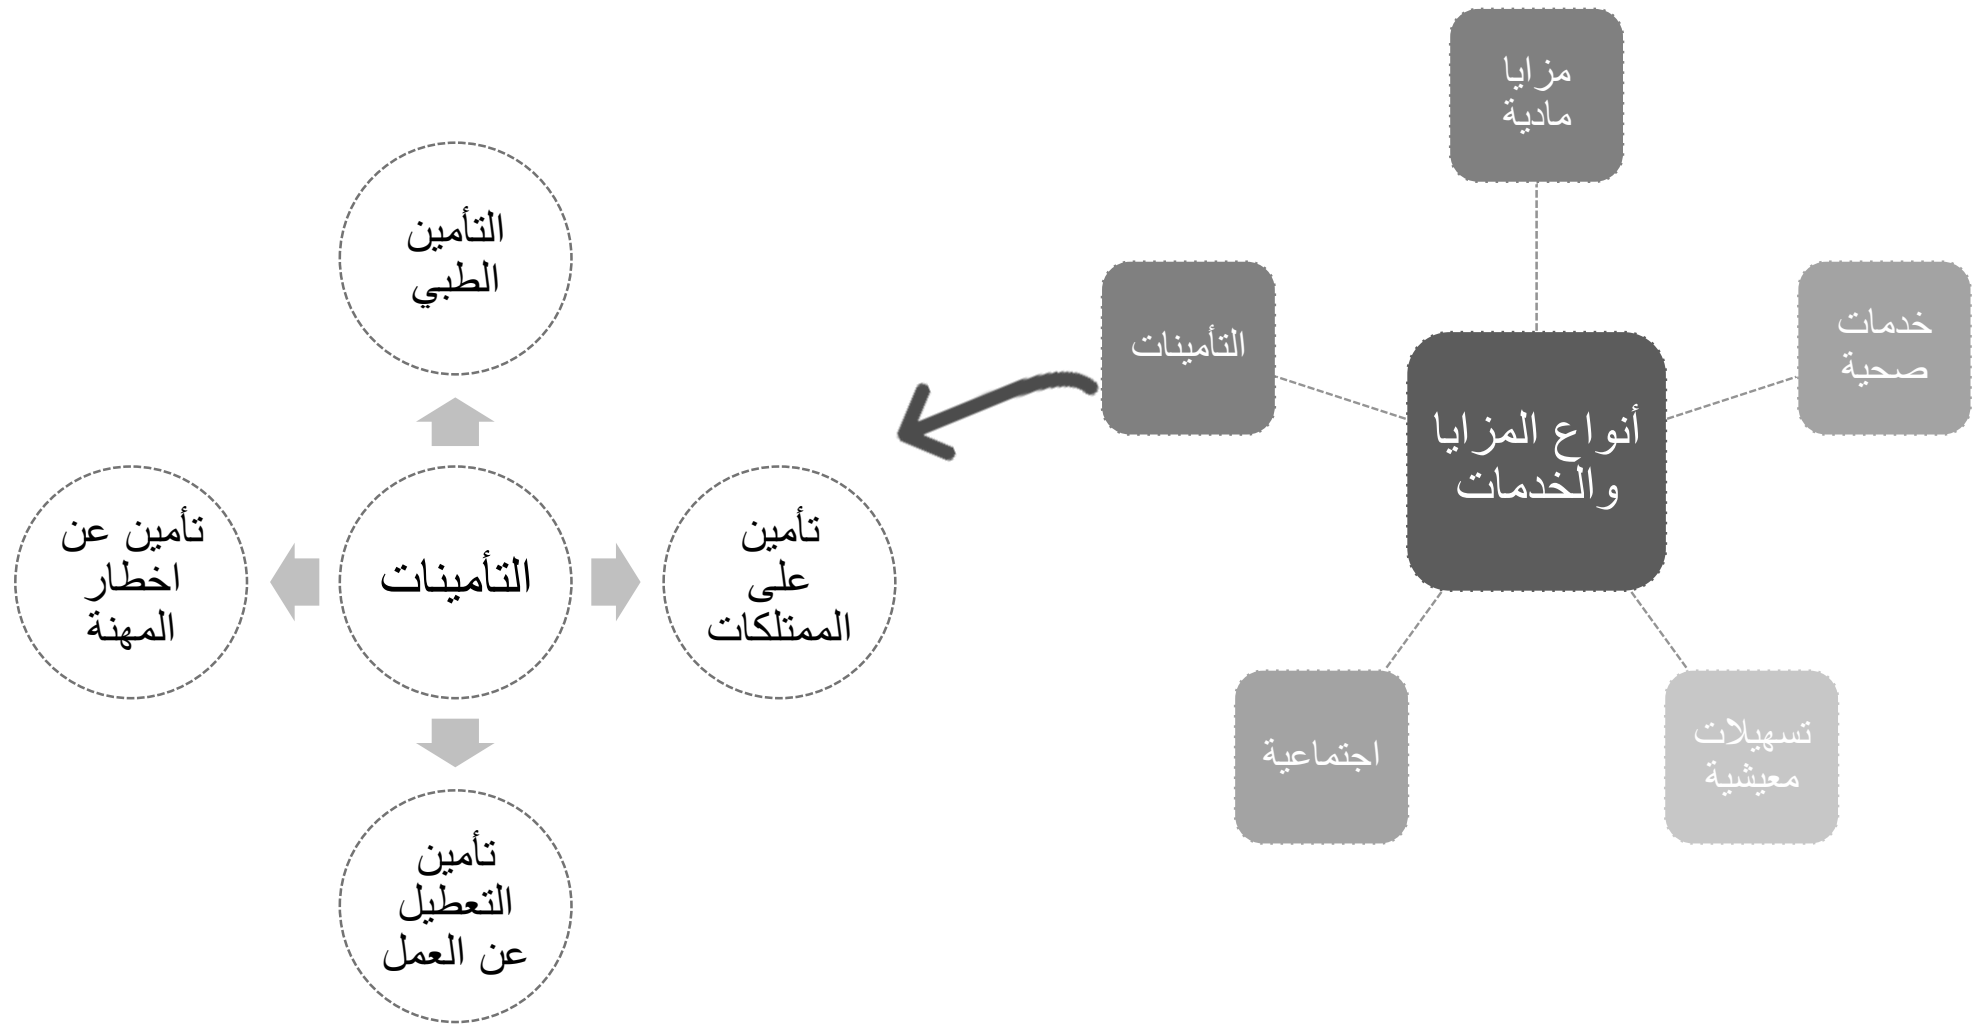 مزايا
مادية
خدمات
صحية
التأمينات
أنواع المزايا
والخدمات
تسهيلات
معيشية
اجتماعية
التأمين
الطبي
تأمين
على
الممتلكات
التأمينات
تأمين عن
اخطار
المهنة
تأمين
التعطيل
عن العمل